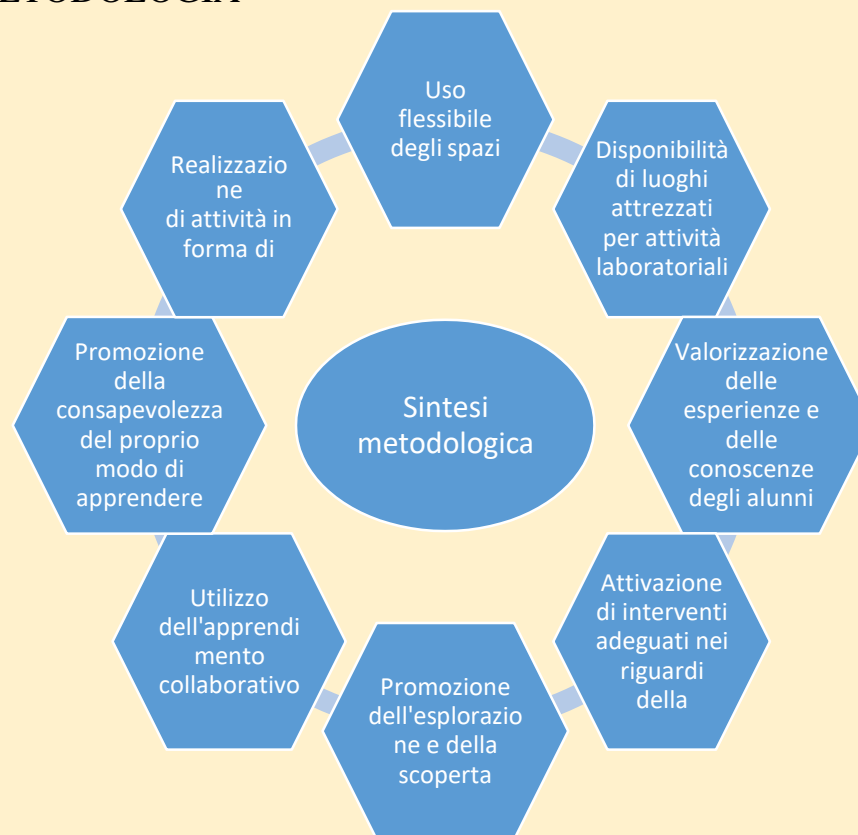 Uso
flessibile
degli spazi
Disponibilità
di luoghi
attrezzati
per attività
laboratoriali
Valorizzazione
delle
esperienze e
delle
conoscenze
degli alunni
Attivazione
di interventi
adeguati nei
riguardi
della
Promozione
dell'esplorazio
ne e della
scoperta
Utilizzo
dell'apprendi
mento
collaborativo
Promozione
della
consapevolezza
del proprio
modo di
apprendere
Realizzazio
ne
di attività in
forma di
Sintesi
metodologica